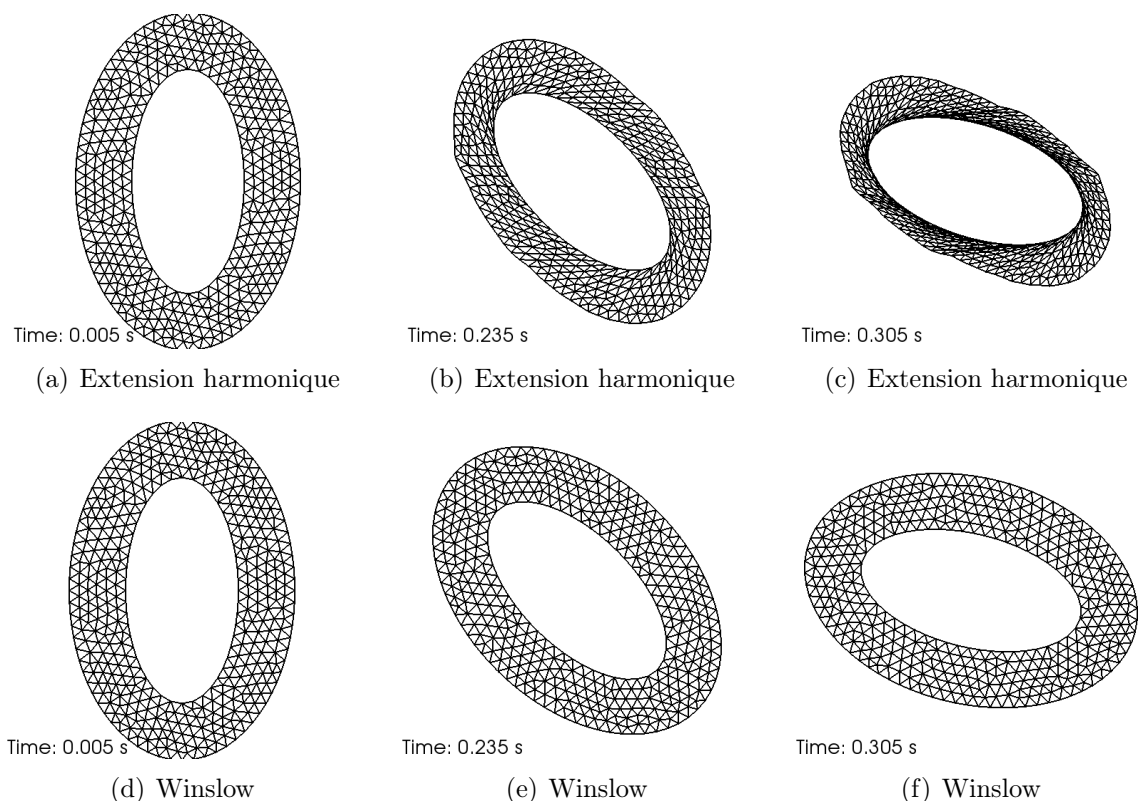 Time: 0.005 s
Time: 0.235 s
Time: 0.305 s
(a) Extension harmonique
(b) Extension harmonique
(c) Extension harmonique
Time: 0.005 s
Time: 0.235 s
Time: 0.305 s
(d) Winslow
(e) Winslow
(f) Winslow